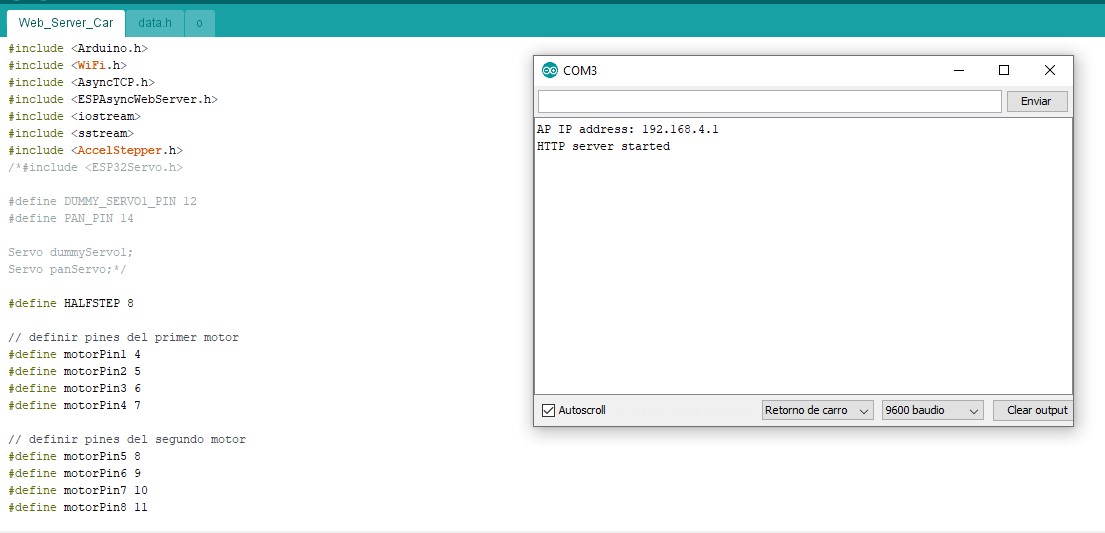 Web_Server_Car data.h o
#include <Arduino.h>
#include <WiFi.h>
#include <AsyncTCP.h>
#include <ESPAsyncWebServer.h>
#include <iostream>
#include <sstream>
#include <AccelStepper.h>
/*#include <ESP32Servo.h>
#define DUMMY_SERVO1_PIN 12
#define PAN_PIN 14
Servo dummyServo1;
Servo panServo;*/
#define HALFSTEP 8
// definir pines del primer motor
#define motorPin1 4
#define motorPin2 5
#define motorPin3 6
#define motorPin4 7
// definir pines del segundo motor
#define motorPin5 8
#define motorPin6 9
#define motorPin7 10
#define motorPin8 11
COM3
Enviar
AP IP address: 192.168.4.1
HTTP server started
Autoscroll
Retorno de carro
9600 baudio
Clear output